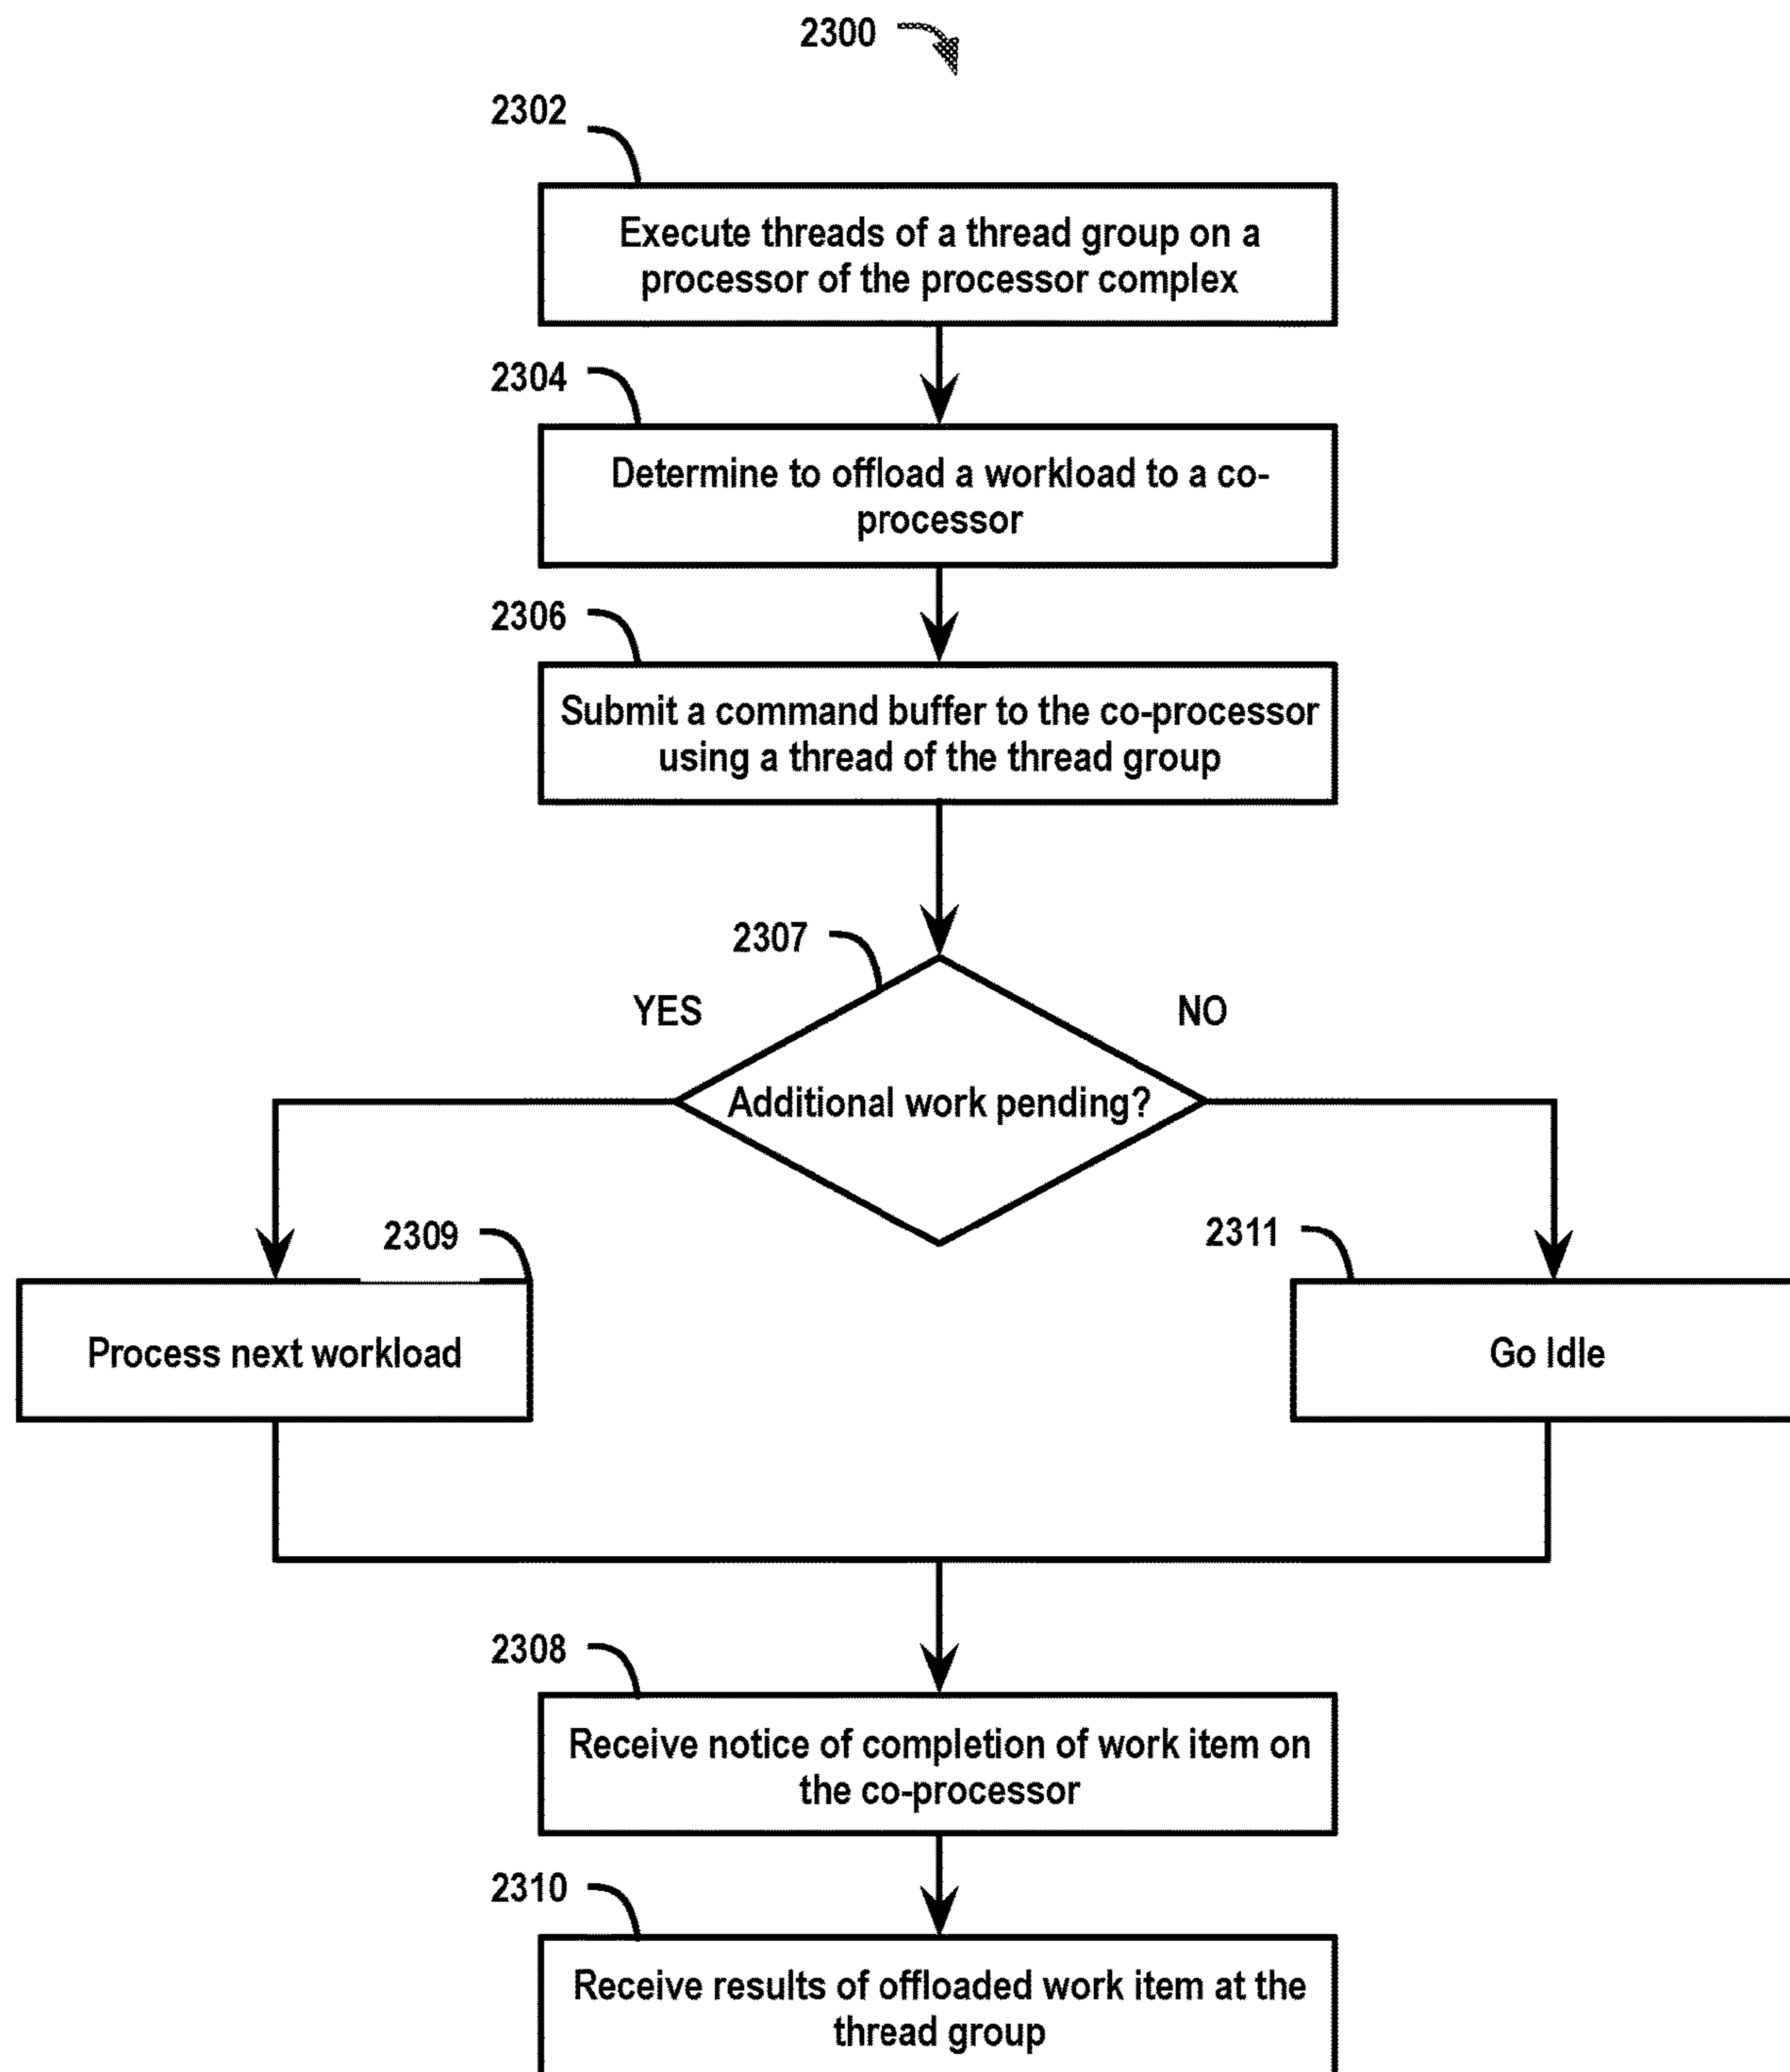 2300
2302
Execute threads of a thread group on a
processor of the processor complex
2304
Determine to offload a workload to a co-
processor
2306
Submit a command buffer to the co-processor
using a thread of the thread group
2307
YES
NO
Additional work pending?
2309
2311
Process next workload
Go Idle
2308
Receive notice of completion of work item on
the co-processor
2310
Receive results of offloaded work item at the
thread group